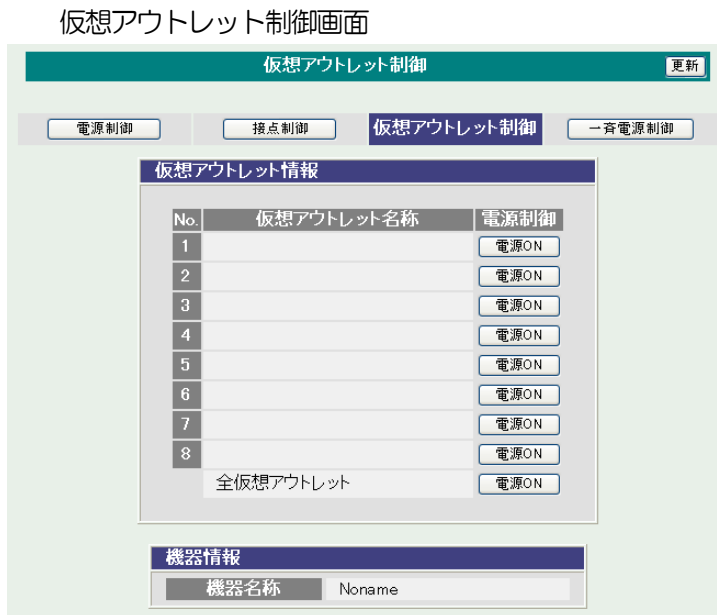 仮想アウトレット制御画面
仮想アウトレット制御 更新
電源制御 接点制御 仮想アウトレット制御 一斉電源制御
仮想アウトレット情報
No. 仮想アウトレット名称 電源制御
1 電源ON
2 電源ON
3 電源ON
4 電源ON
5 電源ON
6 電源ON
7 電源ON
8 電源ON
全仮想アウトレット 電源ON
機器情報
機器名称 Noname